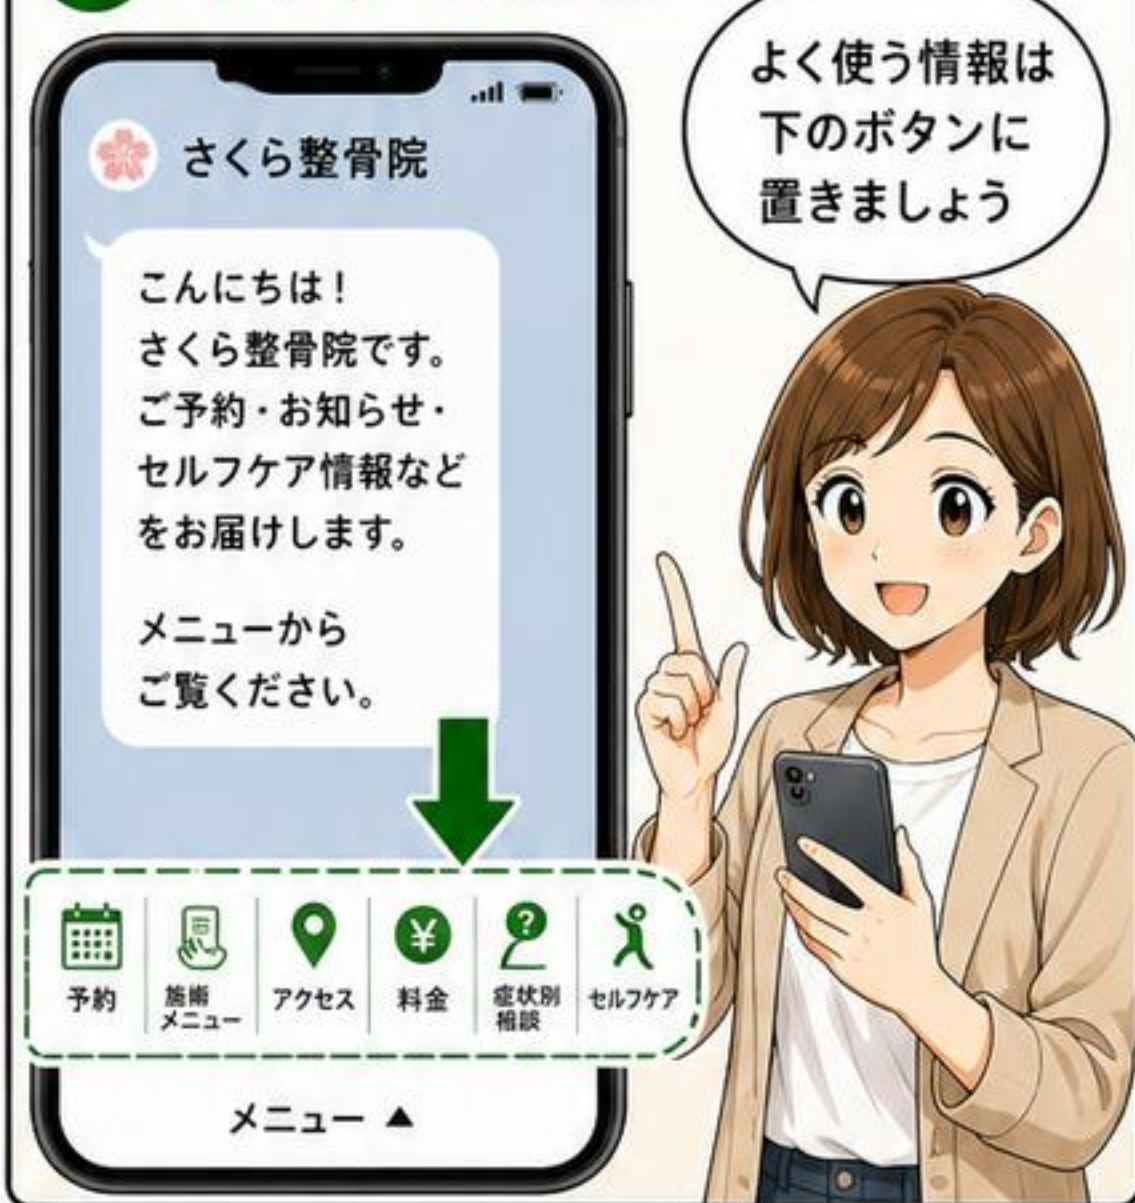 よく使う情報は
下のボタンに
置きましょう
さくら整骨院
こんにちは！
さくら整骨院です。
ご予約・お知らせ・
セルフケア情報など
をお届けします。
メニューから
ご覧ください。
予約
施術
メニュー
アクセス
¥
料金
?
症状別
相談
セルフケア
メニュー ▲